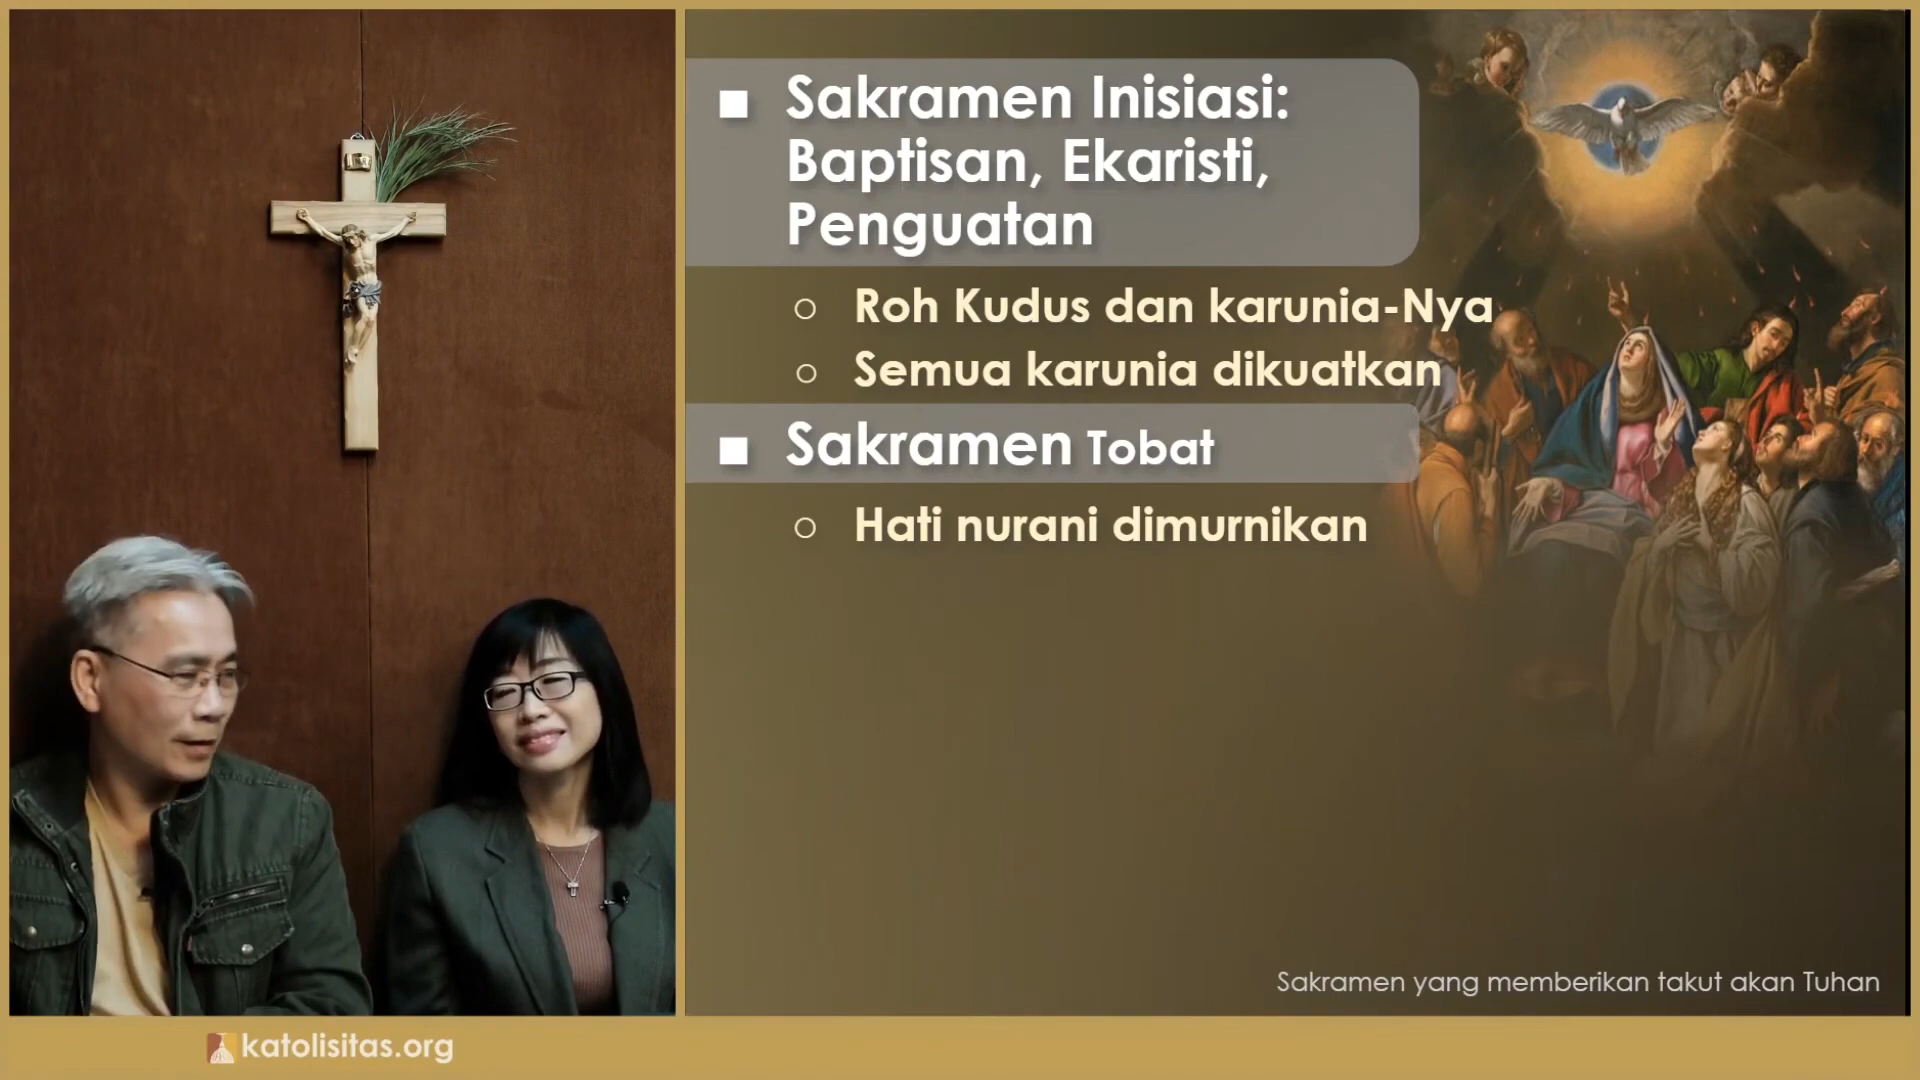 Sakramen Inisiasi:
Baptisan, Ekaristi,
Penguatan
Roh Kudus dan karunia-Nya
Semua karunia dikuatkan
Sakramen Tobat
Hati nurani dimurnikan
Sakramen yang memberikan takut akan Tuhan
katolisitas.org